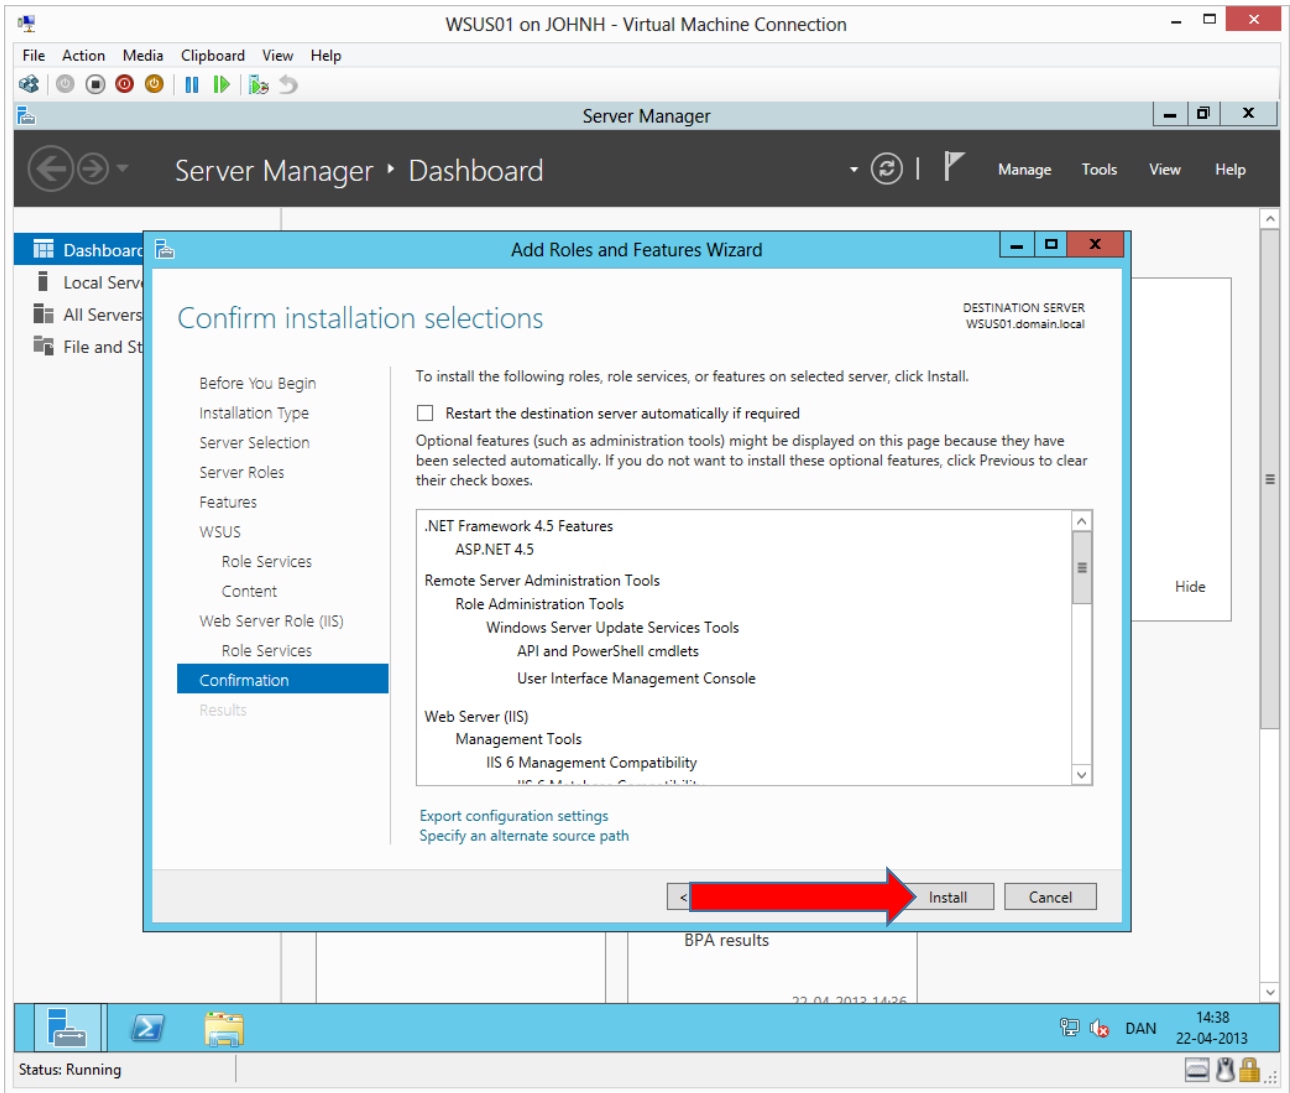 WSUS01 on JOHNH - Virtual Machine Connection
File Action Media Clipboard View Help
Server Manager
Server Manager Dashboard
Manage Tools View Help
Dashboard
Local Serv
All Servers
File and St
Add Roles and Features Wizard
Confirm installation selections
DESTINATION SERVER
WSUS01.domain.local
Before You Begin
Installation Type
Server Selection
Server Roles
Features
WSUS
Role Services
Content
Web Server Role (IIS)
Role Services
Confirmation
Results
To install the following roles, role services, or features on selected server, click Install.
Restart the destination server automatically if required
Optional features (such as administration tools) might be displayed on this page because they have
been selected automatically. If you do not want to install these optional features, click Previous to clear
their check boxes.
.NET Framework 4.5 Features
ASP.NET 4.5
Remote Server Administration Tools
Role Administration Tools
Windows Server Update Services Tools
API and PowerShell cmdlets
User Interface Management Console
Web Server (IIS)
Management Tools
IIS 6 Management Compatibility
IIS 6 Metabase Compatibility
Export configuration settings
Specify an alternate source path
< Install Cancel
Hide
BPA results
22-04-2013 14:36
DAN
14:38
22-04-2013
Status: Running